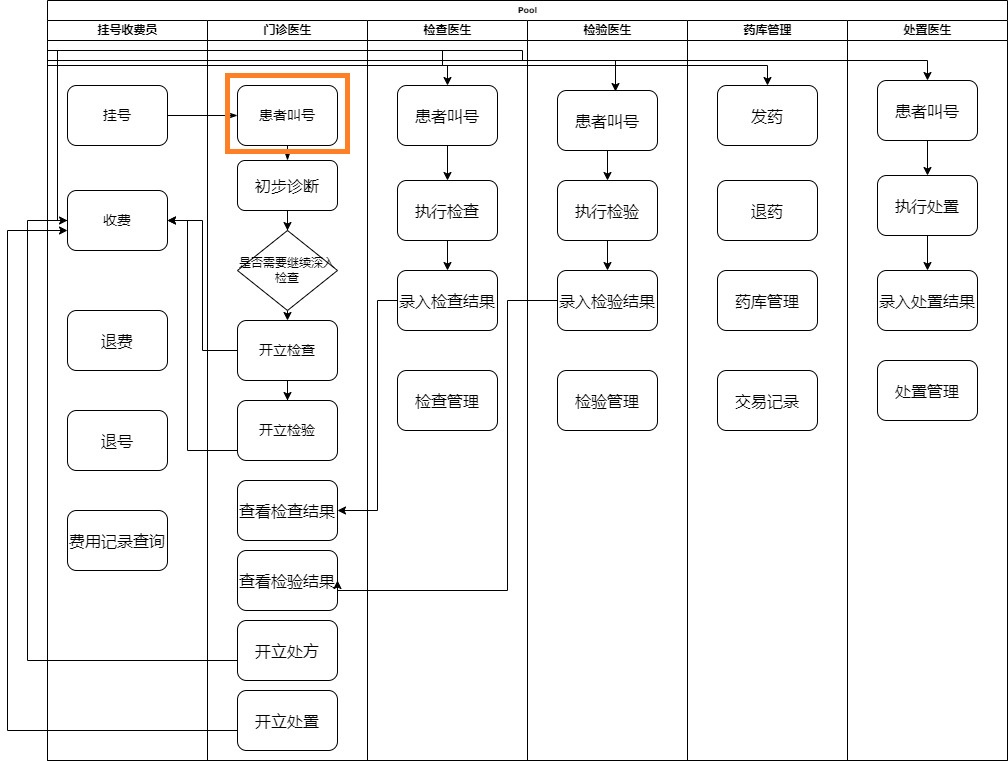 Pool
挂号收费员
门诊医生
检查医生
检验医生
药库管理
处置医生
挂号
收费
退费
退号
费用记录查询
患者叫号
初步诊断
是否需要继续深入
检查
开立检查
开立检验
查看检查结果
查看检验结果
开立处方
开立处置
患者叫号
执行检查
录入检查结果
检查管理
患者叫号
执行检验
录入检验结果
检验管理
发药
退药
药库管理
交易记录
患者叫号
执行处置
录入处置结果
处置管理